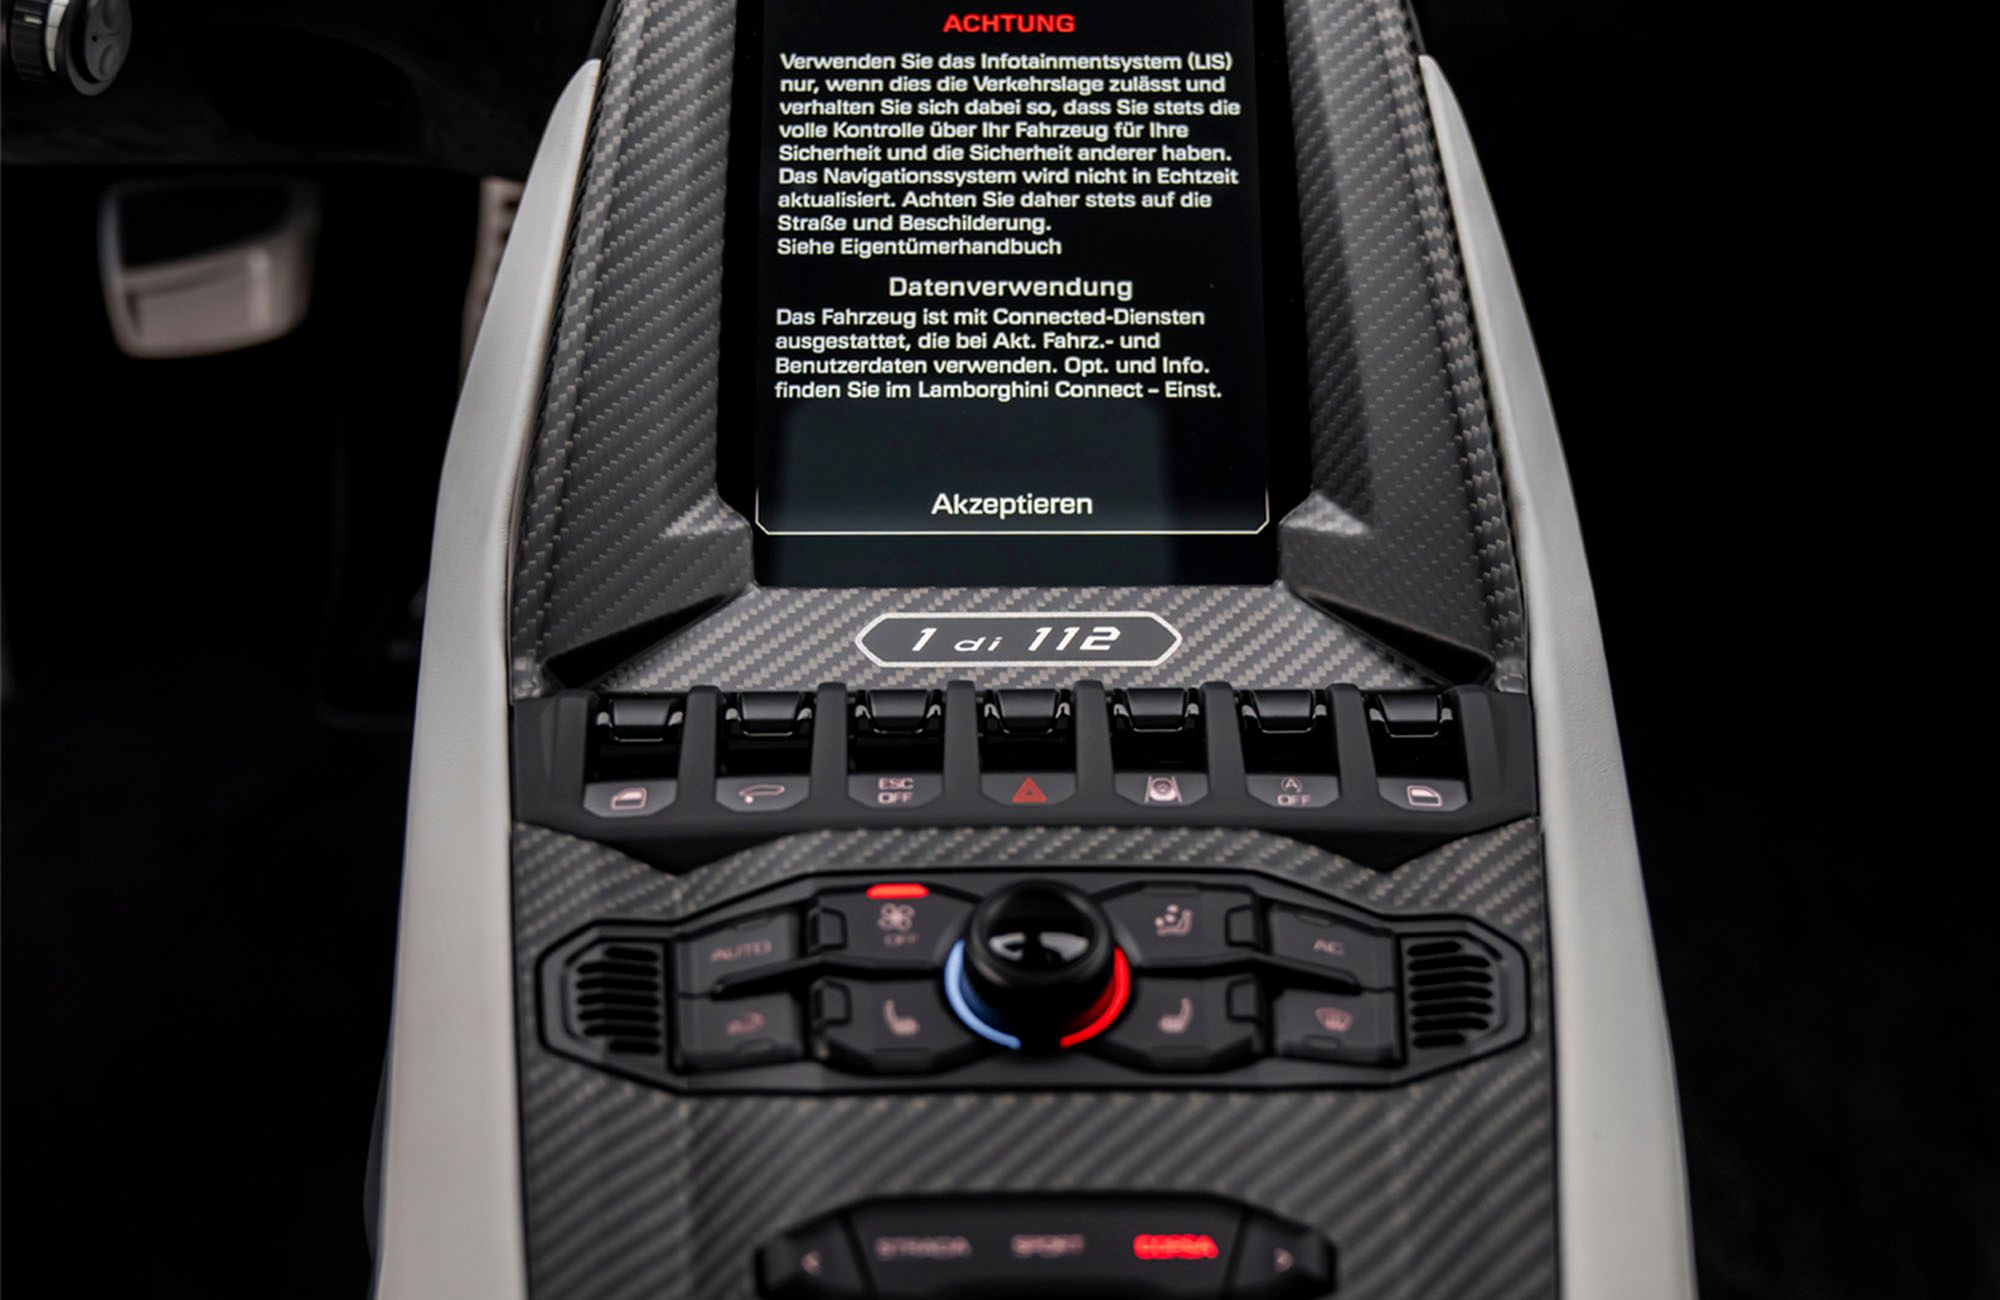 ACHTUNG
Verwenden Sie das Infotainmentsystem (LIS)
nur, wenn dies die Verkehrslage zulässt und
verhalten Sie sich dabei so, dass Sie stets die
volle Kontrolle über Ihr Fahrzeug für Ihre
Sicherheit und die Sicherheit anderer haben.
Das Navigationssystem wird nicht in Echtzeit
aktualisiert. Achten Sie daher stets auf die
Straße und Beschilderung.
Siehe Eigentümerhandbuch
Datenverwendung
Das Fahrzeug ist mit Connected-Diensten
ausgestattet, die bei Akt. Fahrz.- und
Benutzerdaten verwenden. Opt. und Info.
finden Sie im Lamborghini Connect – Einst.
Akzeptieren
1 di 112
ESC
OFF
A
OFF
AUTO
OFF
AC
STRADA SPORT CORSA